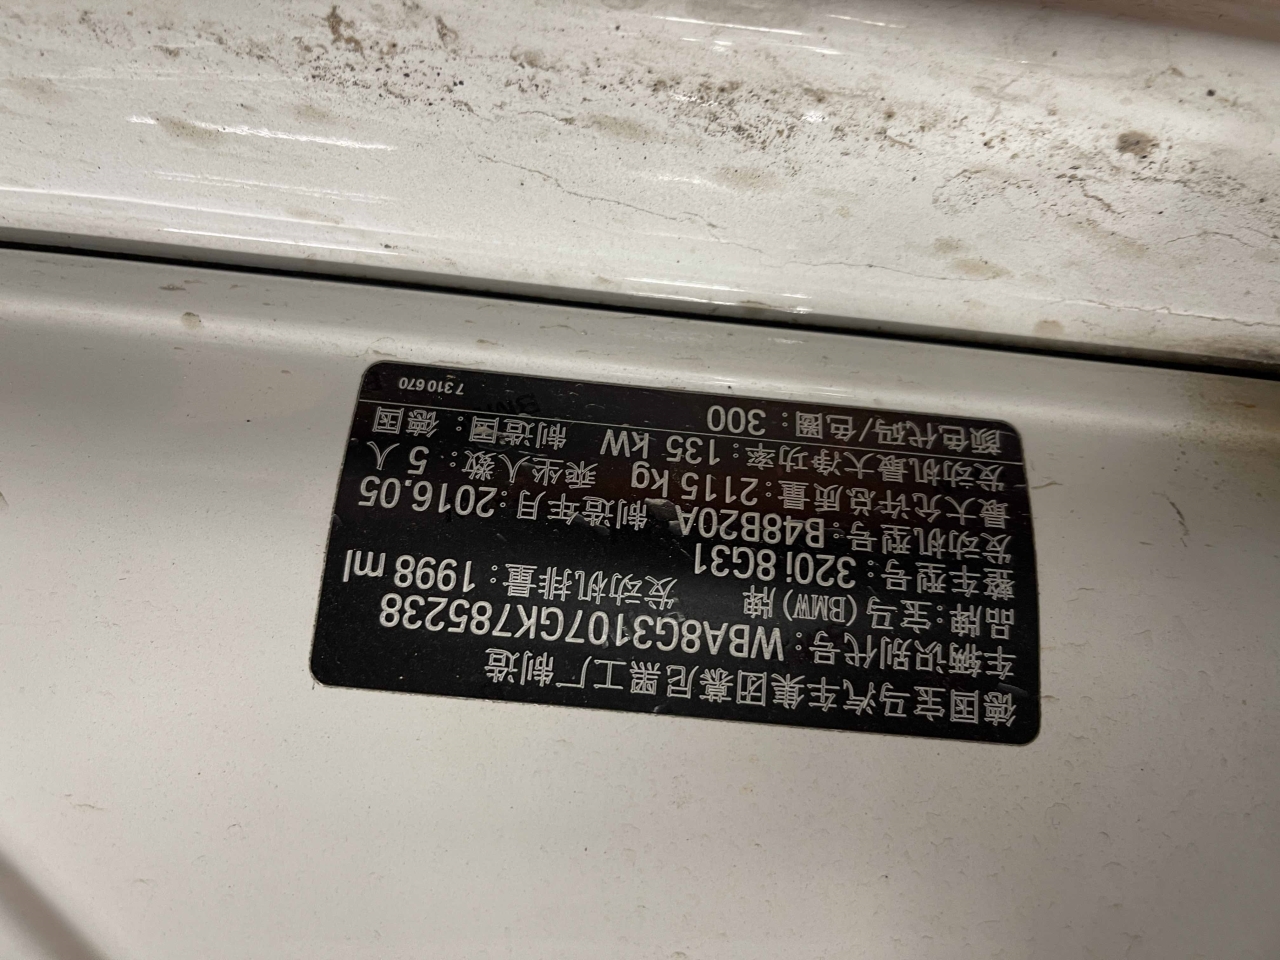 德国宝马汽车集团慕尼黑工厂制造
车辆识别代号：WBA8G3107GK785238
品牌：宝马(BMW)牌 发动机排量：1998 ml
整车型号：320i 8G31
发动机型号：B48B20A 制造年月：2016.05
最大允许总质量：2115 kg 乘坐人数：5 人
发动机最大净功率：135 kW 制造国：德国
颜色代码/色圈：300
7 310 670